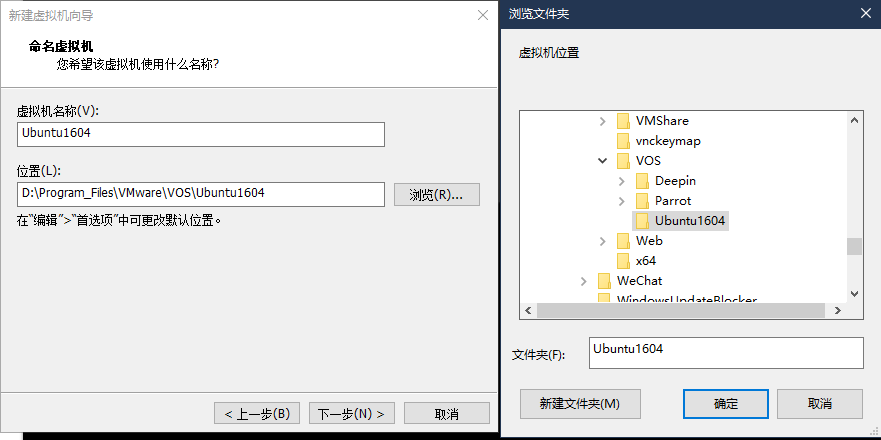 新建虚拟机向导
命名虚拟机
您希望该虚拟机使用什么名称?
虚拟机名称(V):
Ubuntu1604
位置(L):
D:\Program_Files\VMware\VOS\Ubuntu1604
浏览(R)...
在"编辑">"首选项"中可更改默认位置。
< 上一步(B)
下一步(N) >
取消
浏览文件夹
虚拟机位置
VMShare
vnckeymap
VOS
Deepin
Parrot
Ubuntu1604
Web
x64
WeChat
WindowsUpdateBlocker
文件夹(F):
Ubuntu1604
新建文件夹(M)
确定
取消